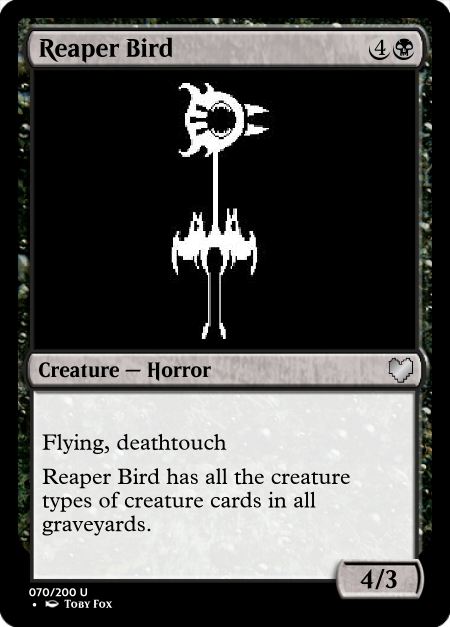 Reaper Bird 4
Creature — Horror
Flying, deathtouch
Reaper Bird has all the creature
types of creature cards in all
graveyards.
4/3
070/200 U
• Toby Fox